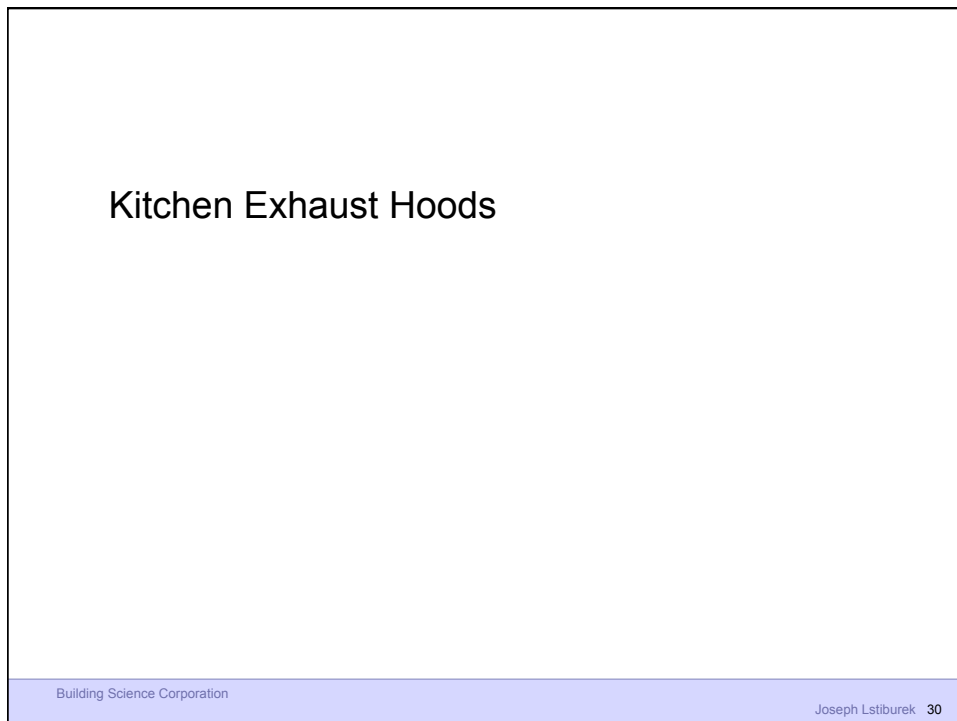 Kitchen Exhaust Hoods
Building Science Corporation
Joseph Lstiburek 30